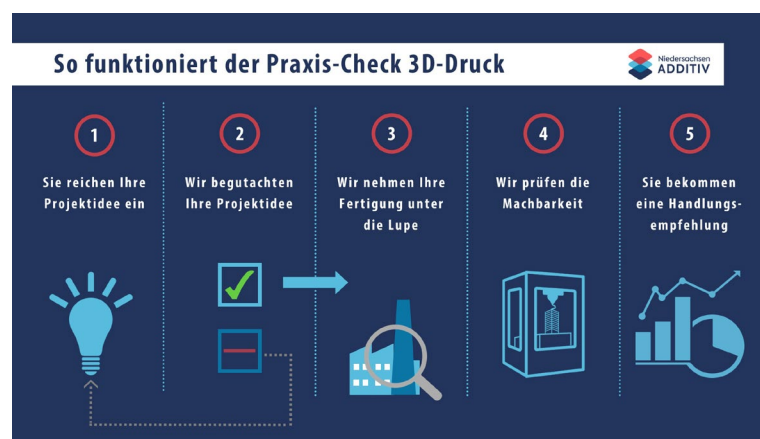 So funktioniert der Praxis-Check 3D-Druck
Niedersachsen
ADDITIV
1
Sie reichen Ihre
Projektidee ein
2
Wir begutachten
Ihre Projektidee
3
Wir nehmen Ihre
Fertigung unter
die Lupe
4
Wir prüfen die
Machbarkeit
5
Sie bekommen
eine Handlungs-
empfehlung